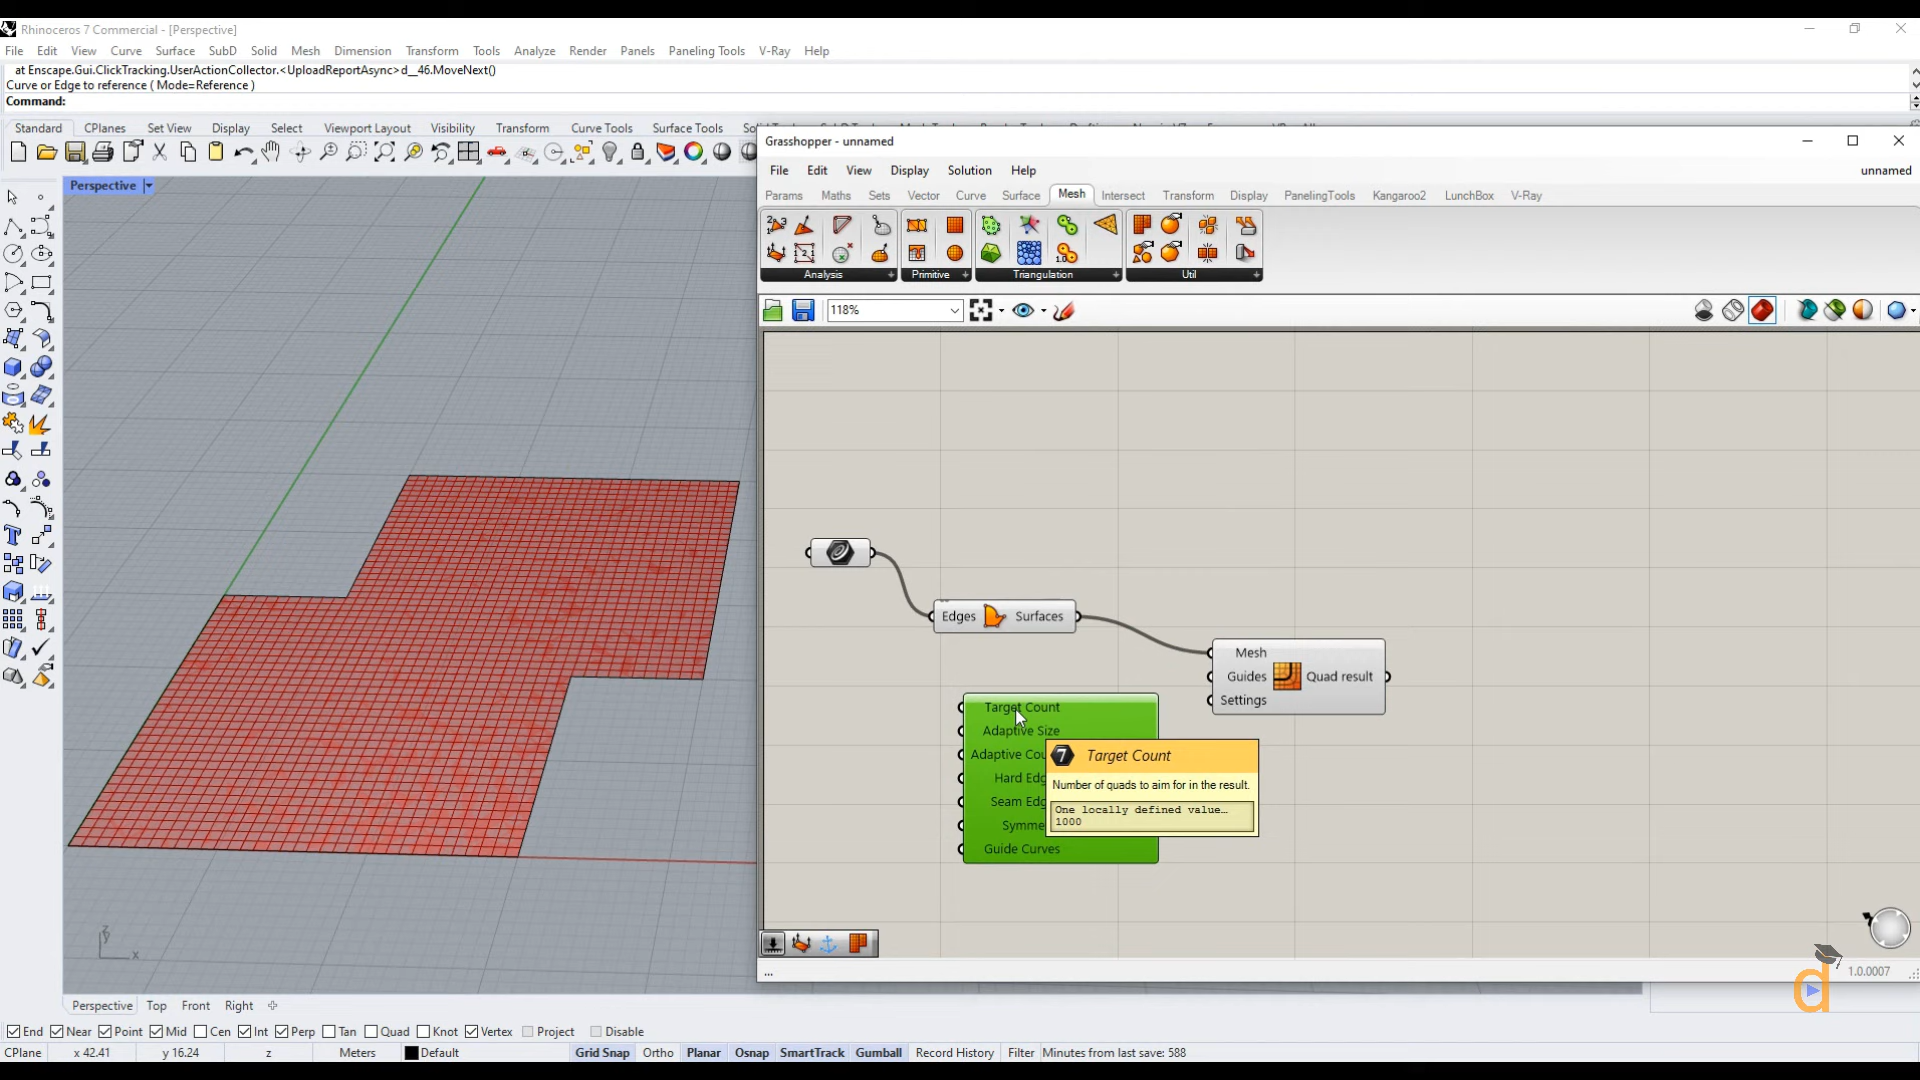 Rhinoceros 7 Commercial - [Perspective]
File Edit View Curve Surface SubD Solid Mesh Dimension Transform Tools Analyze Render Panels Paneling Tools V-Ray Help
at Enscape.Gui.ClickTracking.UserActionCollector.<UploadReportAsync>d__46.MoveNext()
Curve or Edge to reference ( Mode=Reference )
Command:
Standard CPlanes Set View Display Select Viewport Layout Visibility Transform Curve Tools Surface Tools
Grasshopper - unnamed
File Edit View Display Solution Help unnamed
Params Maths Sets Vector Curve Surface Mesh Intersect Transform Display PanelingTools Kangaroo2 LunchBox V-Ray
Analysis Primitive Triangulation Util
118%
Perspective
Edges Surfaces
Mesh
Guides Quad result
Settings
Target Count
Adaptive Size
Adaptive Cou
Hard Edg
Seam Edg
Symme
Guide Curves
7 Target Count
Number of quads to aim for in the result.
One locally defined value…
1000
z
y
x
...
1.0.0007
Perspective Top Front Right
End Near Point Mid Cen Int Perp Tan Quad Knot Vertex Project Disable
CPlane x 42.41 y 16.24 z Meters Default Grid Snap Ortho Planar Osnap SmartTrack Gumball Record History Filter Minutes from last save: 588